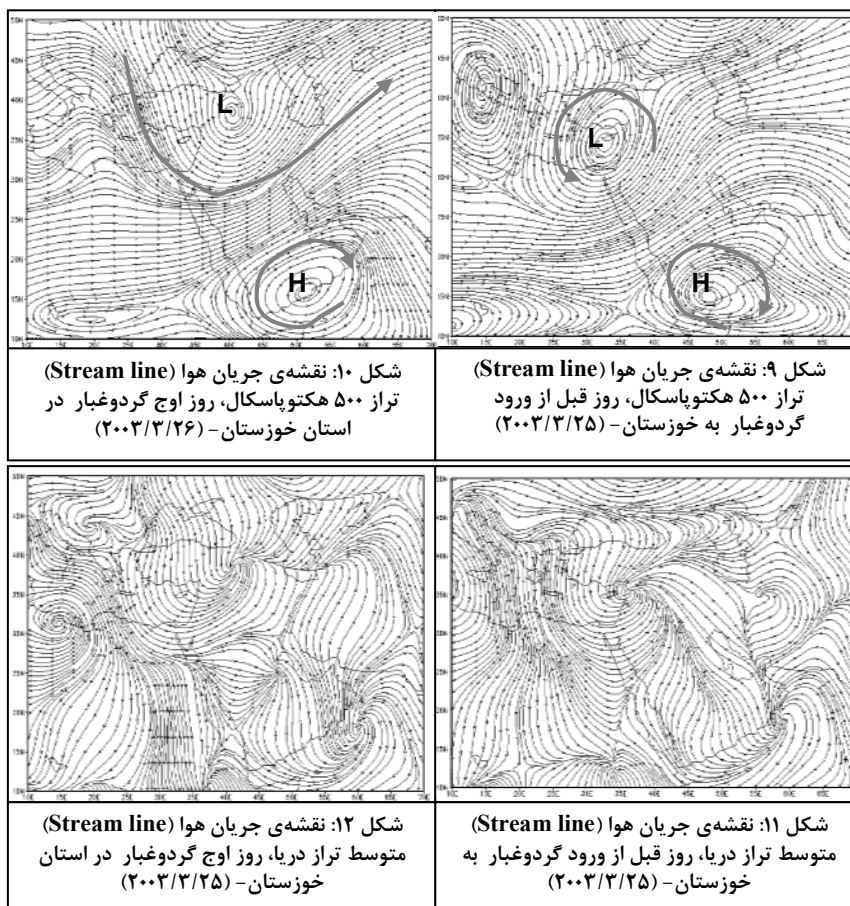 L
H
شکل ۹: نقشه‌ی جریان هوا (Stream line)
تراز ۵۰۰ هکتوپاسکال، روز قبل از ورود
گردوغبار به خوزستان- (۲۰۰۳/۳/۲۵)
L
H
شکل ۱۰: نقشه‌ی جریان هوا (Stream line)
تراز ۵۰۰ هکتوپاسکال، روز اوج گردوغبار در
استان خوزستان- (۲۰۰۳/۳/۲۶)
شکل ۱۱: نقشه‌ی جریان هوا (Stream line)
متوسط تراز دریا، روز قبل از ورود گردوغبار به
خوزستان- (۲۰۰۳/۳/۲۵)
شکل ۱۲: نقشه‌ی جریان هوا (Stream line)
متوسط تراز دریا، روز اوج گردوغبار در استان
خوزستان- (۲۰۰۳/۳/۲۵)